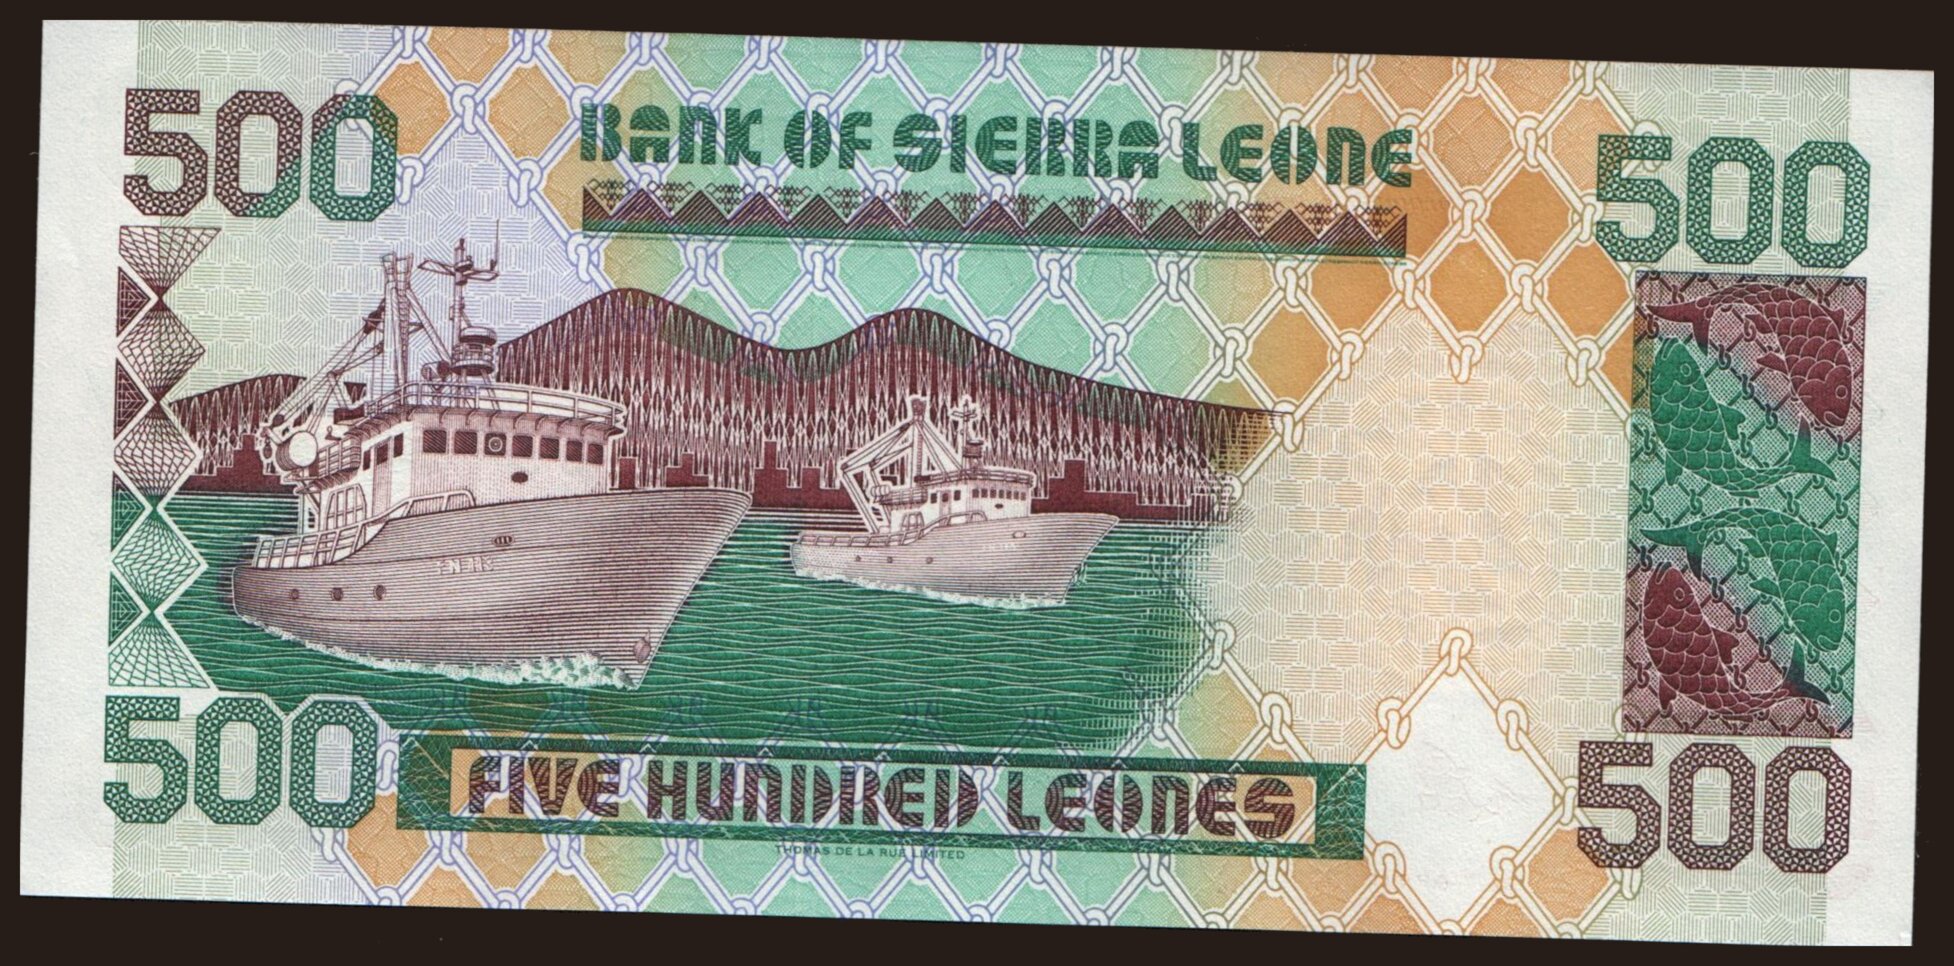 500
BANK OF SIERRA LEONE
500
500
FIVE HUNDRED LEONES
500
THOMAS DE LA RUE LIMITED